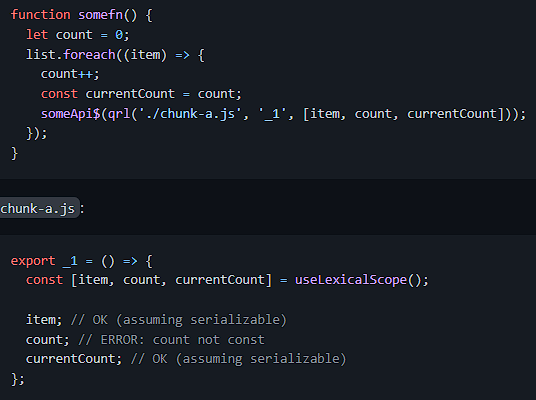 function somefn() {
  let count = 0;
  list.foreach((item) => {
    count++;
    const currentCount = count;
    someApi$(qrl('./chunk-a.js', '_1', [item, count, currentCount]));
  });
}
chunk-a.js:
export _1 = () => {
  const [item, count, currentCount] = useLexicalScope();
  item; // OK (assuming serializable)
  count; // ERROR: count not const
  currentCount; // OK (assuming serializable)
};